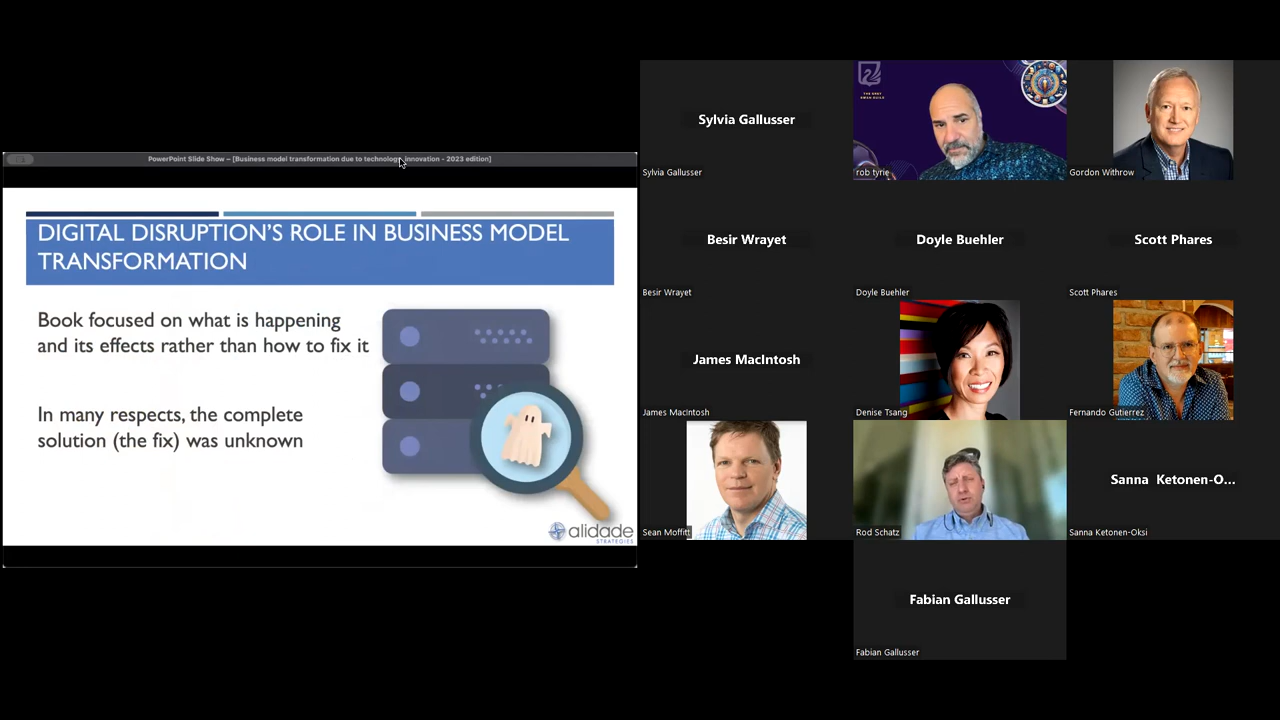 PowerPoint Slide Show – [Business model transformation due to technology innovation - 2023 edition]
DIGITAL DISRUPTION'S ROLE IN BUSINESS MODEL
TRANSFORMATION
Book focused on what is happening
and its effects rather than how to fix it
In many respects, the complete
solution (the fix) was unknown
alidade
STRATEGIES
Sylvia Gallusser
Sylvia Gallusser
rob tyrie
Gordon Withrow
Besir Wrayet
Besir Wrayet
Doyle Buehler
Doyle Buehler
Scott Phares
Scott Phares
James MacIntosh
James MacIntosh
Denise Tsang
Fernando Gutierrez
Sean Moffitt
Rod Schatz
Sanna Ketonen-O...
Sanna Ketonen-Oksi
Fabian Gallusser
Fabian Gallusser